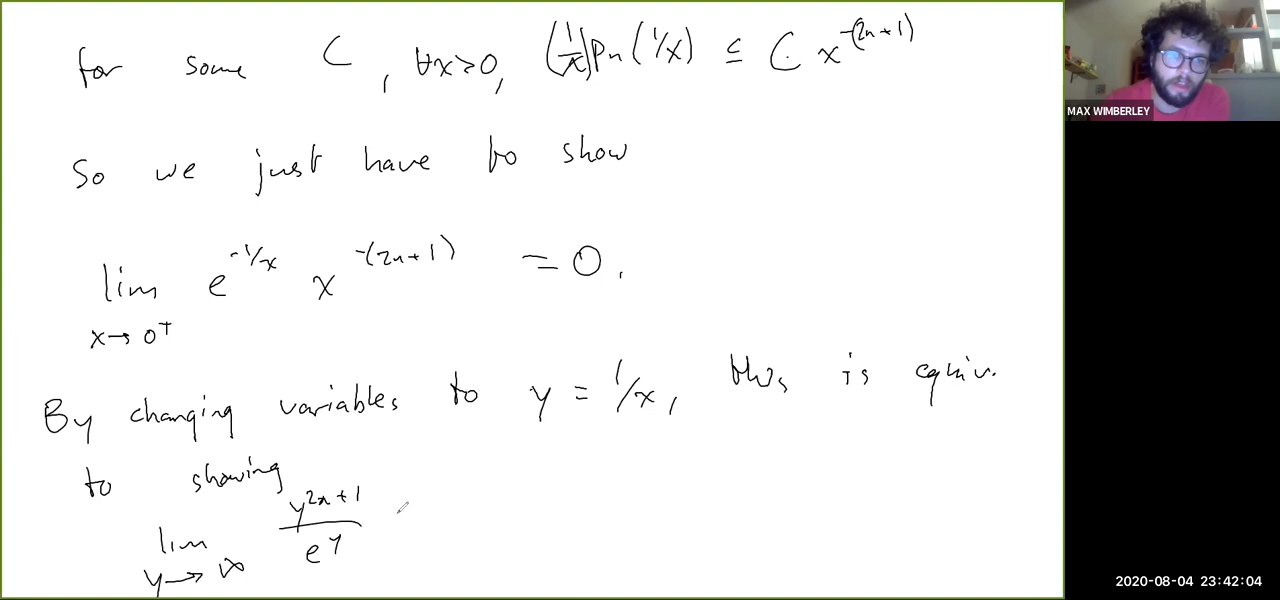 for some C, ∀x>0, (1/x)Pn(1/x) ≤ C. x^-(2n+1)
So we just have to show
lim e^-1/x x^-(2n+1) = 0.
x→0+
By changing variables to y = 1/x, this is equiv.
to showing
lim y^2n+1 / e^y
y→∞
MAX WIMBERLEY
2020-08-04 23:42:04